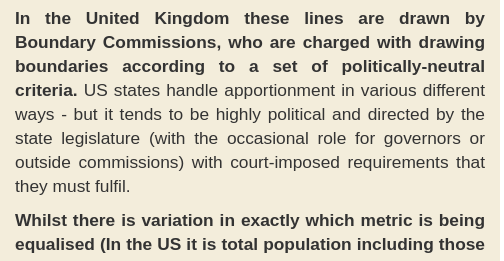 In the United Kingdom these lines are drawn by
Boundary Commissions, who are charged with drawing
boundaries according to a set of politically-neutral
criteria. US states handle apportionment in various different
ways - but it tends to be highly political and directed by the
state legislature (with the occasional role for governors or
outside commissions) with court-imposed requirements that
they must fulfil.
Whilst there is variation in exactly which metric is being
equalised (In the US it is total population including those